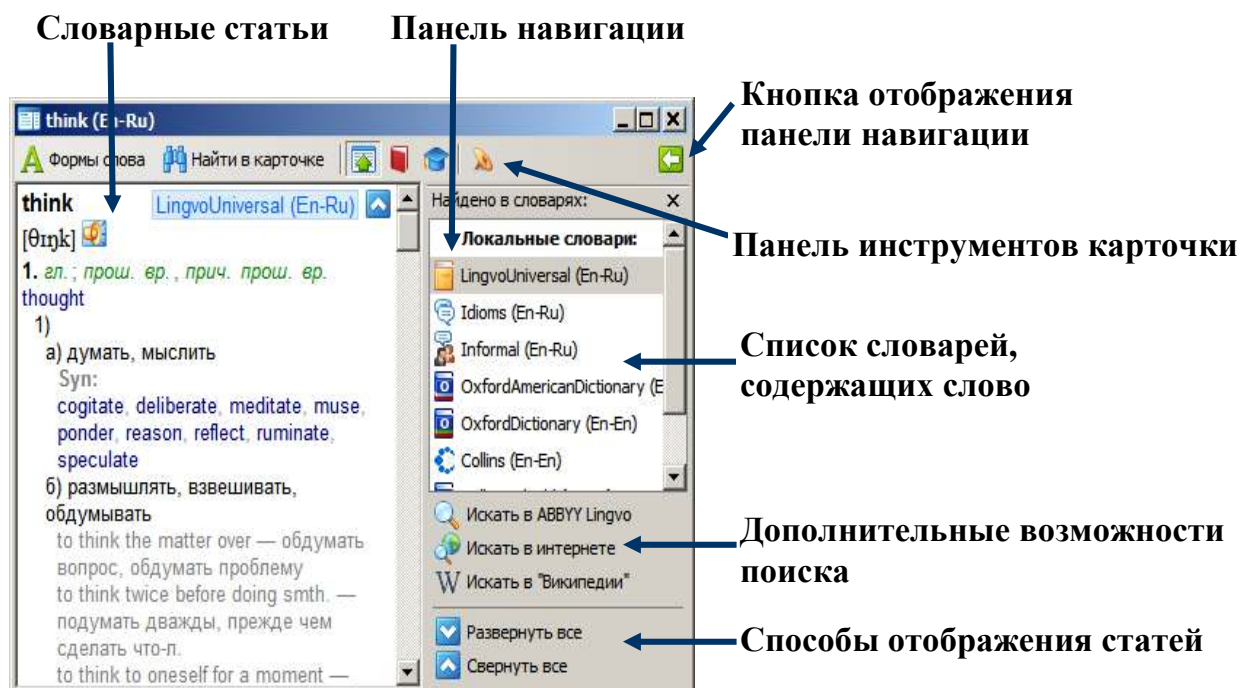 Словарные статьи
Панель навигации
Кнопка отображения
панели навигации
think (En-Ru)
Формы слова
Найти в карточке
think
LingvoUniversal (En-Ru)
[θɪŋk]
1. гл. ; прош. вр. , прич. прош. вр.
thought
1)
а) думать, мыслить
Syn:
cogitate, deliberate, meditate, muse,
ponder, reason, reflect, ruminate,
speculate
б) размышлять, взвешивать,
обдумывать
to think the matter over — обдумать
вопрос, обдумать проблему
to think twice before doing smth. —
подумать дважды, прежде чем
сделать что-л.
to think to oneself for a moment —
Найдено в словарях:
Локальные словари:
LingvoUniversal (En-Ru)
Idioms (En-Ru)
Informal (En-Ru)
OxfordAmericanDictionary (E
OxfordDictionary (En-En)
Collins (En-En)
Искать в ABBYY Lingvo
Искать в интернете
W Искать в "Википедии"
Развернуть все
Свернуть все
Панель инструментов карточки
Список словарей,
содержащих слово
Дополнительные возможности
поиска
Способы отображения статей